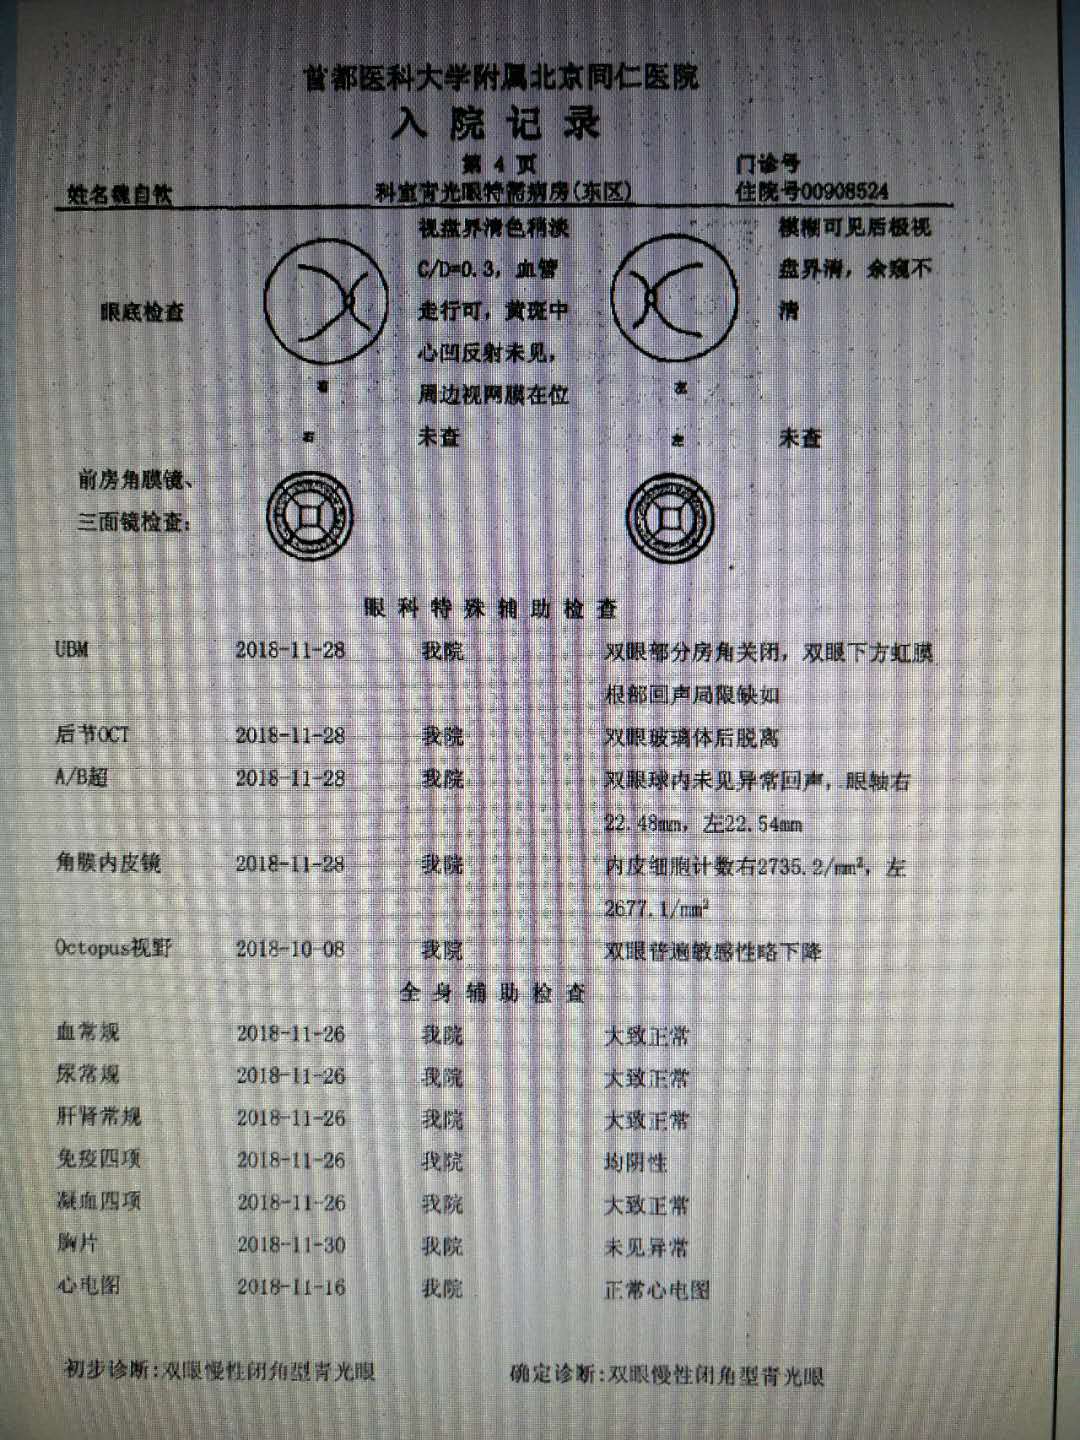 首都医科大学附属北京同仁医院
入 院 记 录
第 4 页 门诊号
姓名魏自钦 科室青光眼特需病房(东区) 住院号00908524
眼底检查
视盘界清色稍淡
C/D=0.3, 血管
走行可, 黄斑中
心凹反射未见,
周边视网膜在位
模糊可见后极视
盘界清, 余窥不
清
右 左
右 未查 左 未查
前房角膜镜、
三面镜检查:
眼 科 特 殊 辅 助 检 查
UBM 2018-11-28 我院 双眼部分房角关闭, 双眼下方虹膜
根部回声局限缺如
后节OCT 2018-11-28 我院 双眼玻璃体后脱离
A/B超 2018-11-28 我院 双眼球内未见异常回声, 眼轴右
22.48mm, 左22.54mm
角膜内皮镜 2018-11-28 我院 内皮细胞计数右2735.2/mm², 左
2677.1/mm²
Octopus视野 2018-10-08 我院 双眼普遍敏感性略下降
全 身 辅 助 检 查
血常规 2018-11-26 我院 大致正常
尿常规 2018-11-26 我院 大致正常
肝肾常规 2018-11-26 我院 大致正常
免疫四项 2018-11-26 我院 均阴性
凝血四项 2018-11-26 我院 大致正常
胸片 2018-11-30 我院 未见异常
心电图 2018-11-16 我院 正常心电图
初步诊断:双眼慢性闭角型青光眼 确定诊断:双眼慢性闭角型青光眼